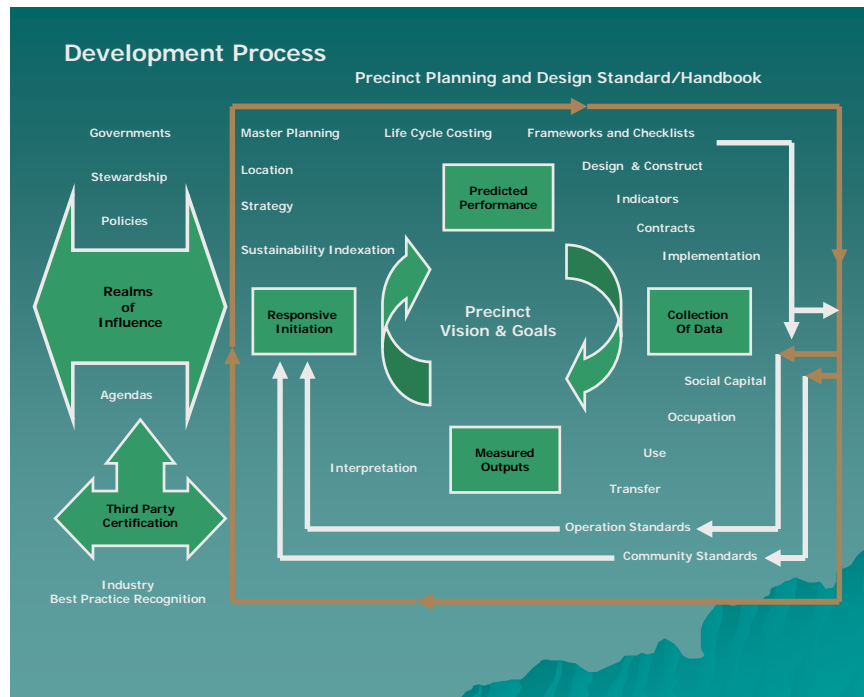 Development Process
Precinct Planning and Design Standard/Handbook
Governments
Master Planning
Life Cycle Costing
Frameworks and Checklists
Stewardship
Location
Design & Construct
Predicted
Performance
Policies
Strategy
Indicators
Contracts
Sustainability Indexation
Implementation
Realms
of
Influence
Responsive
Initiation
Precinct
Vision & Goals
Collection
Of Data
Agendas
Social Capital
Occupation
Measured
Outputs
Use
Interpretation
Transfer
Third Party
Certification
Operation Standards
Community Standards
Industry
Best Practice Recognition